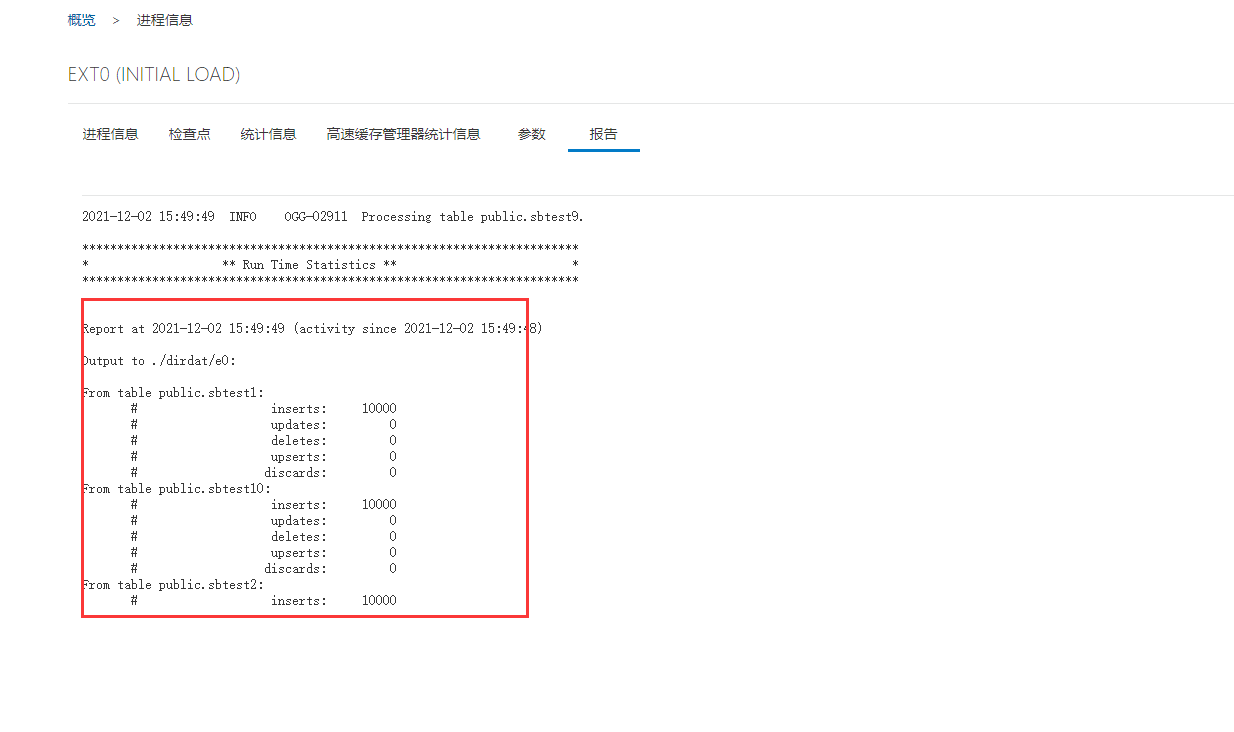 概览 > 进程信息
EXT0 (INITIAL LOAD)
进程信息 检查点 统计信息 高速缓存管理器统计信息 参数 报告
2021-12-02 15:49:49 INFO OGG-02911 Processing table public.sbtest9.
***********************************************************************
* ** Run Time Statistics ** *
***********************************************************************
Report at 2021-12-02 15:49:49 (activity since 2021-12-02 15:49:48)
Output to ./dirdat/e0:
From table public.sbtest1:
# inserts: 10000
# updates: 0
# deletes: 0
# upserts: 0
# discards: 0
From table public.sbtest10:
# inserts: 10000
# updates: 0
# deletes: 0
# upserts: 0
# discards: 0
From table public.sbtest2:
# inserts: 10000